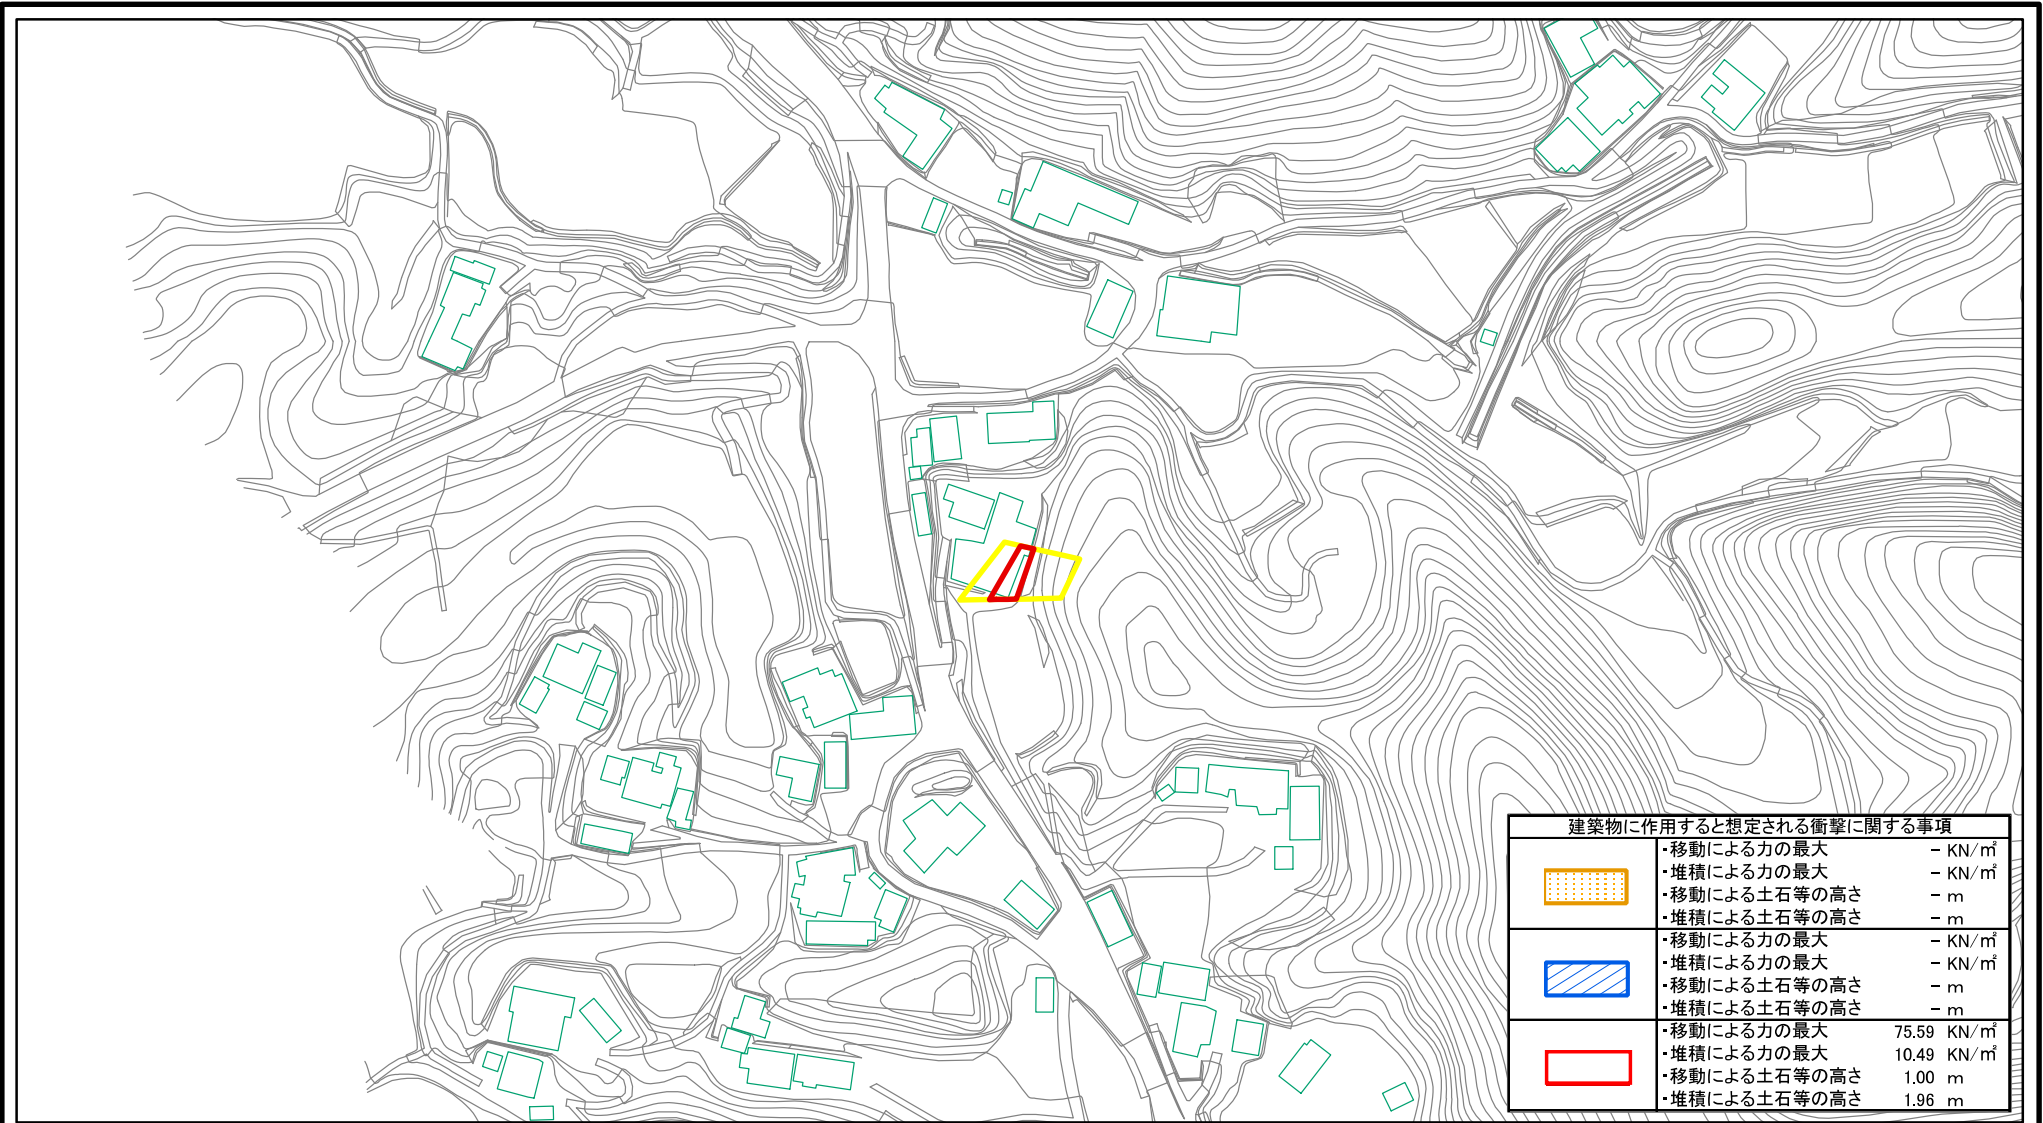 建築物に作用すると想定される衝撃に関する事項
・移動による力の最大 － KN/㎡
・堆積による力の最大 － KN/㎡
・移動による土石等の高さ － m
・堆積による土石等の高さ － m
・移動による力の最大 － KN/㎡
・堆積による力の最大 － KN/㎡
・移動による土石等の高さ － m
・堆積による土石等の高さ － m
・移動による力の最大 75.59 KN/㎡
・堆積による力の最大 10.49 KN/㎡
・移動による土石等の高さ 1.00 m
・堆積による土石等の高さ 1.96 m